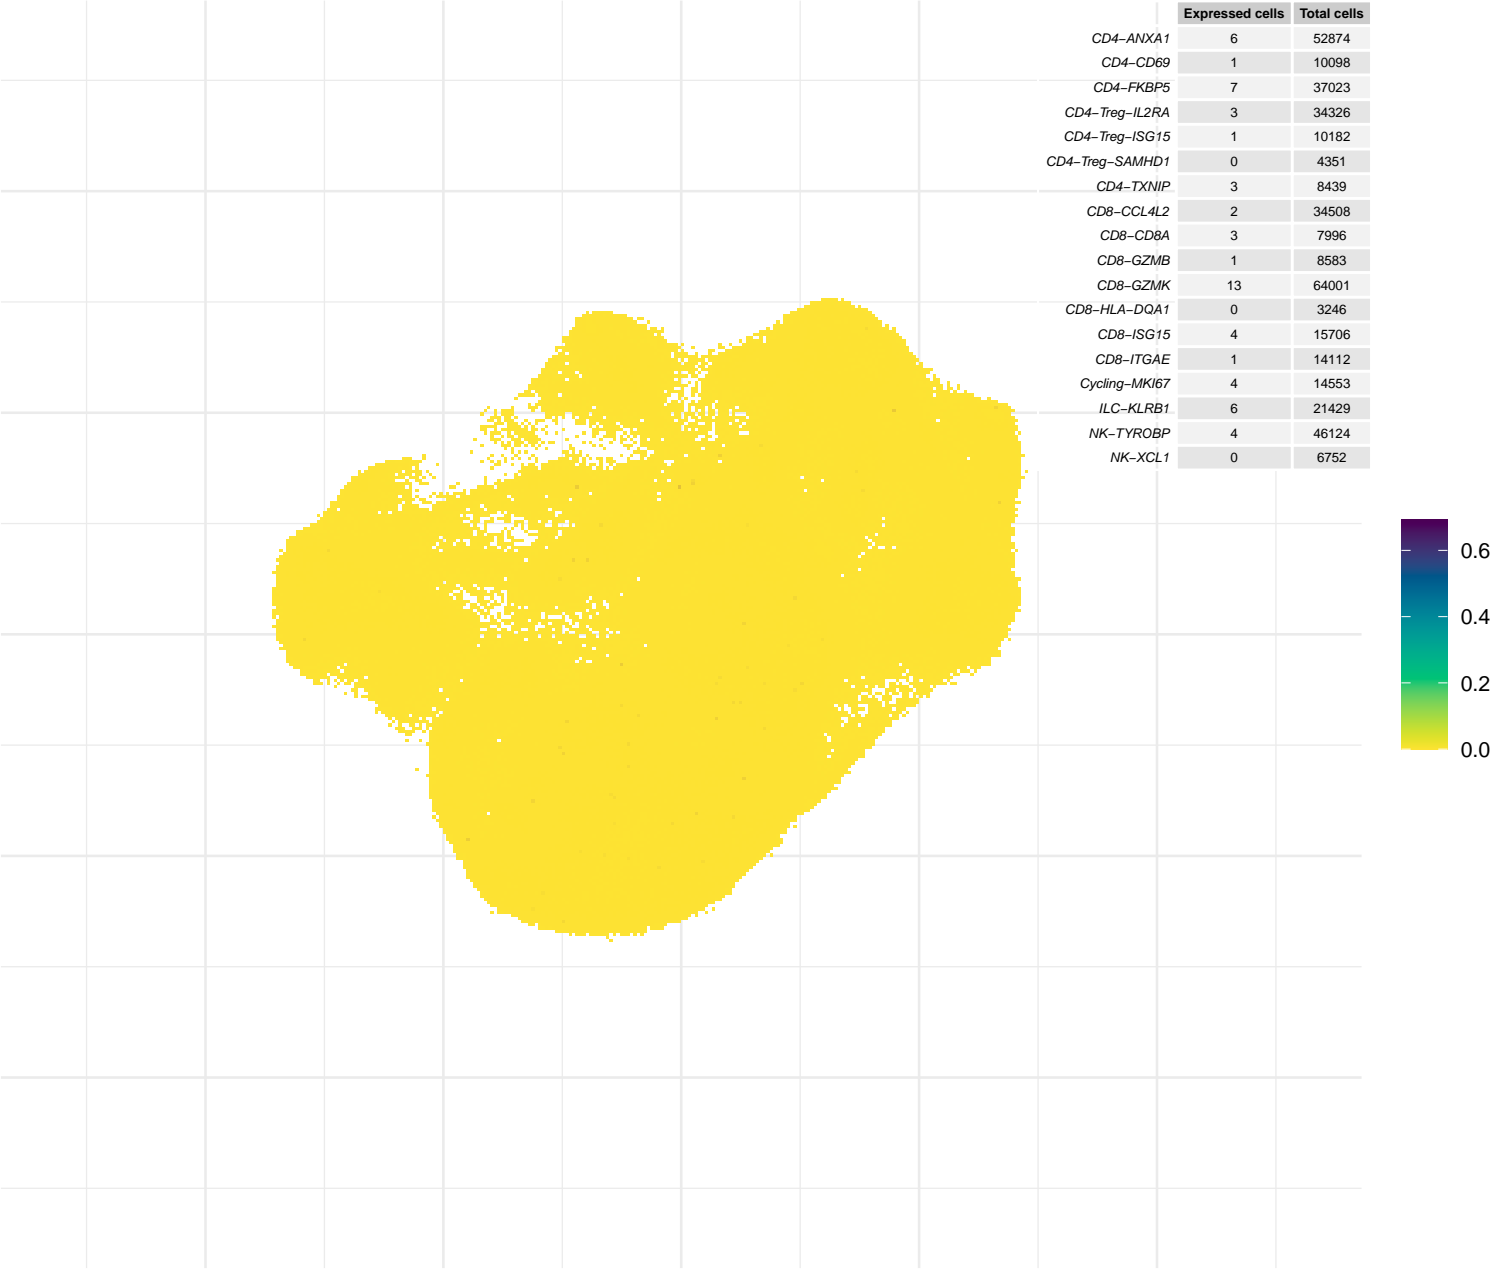 Expressed cells Total cells
CD4−ANXA1 6 52874
CD4−CD69 1 10098
CD4−FKBP5 7 37023
CD4−Treg−IL2RA 3 34326
CD4−Treg−ISG15 1 10182
CD4−Treg−SAMHD1 0 4351
CD4−TXNIP 3 8439
CD8−CCL4L2 2 34508
CD8−CD8A 3 7996
CD8−GZMB 1 8583
CD8−GZMK 13 64001
CD8−HLA−DQA1 0 3246
CD8−ISG15 4 15706
CD8−ITGAE 1 14112
Cycling−MKI67 4 14553
ILC−KLRB1 6 21429
NK−TYROBP 4 46124
NK−XCL1 0 6752
0.6
0.4
0.2
0.0